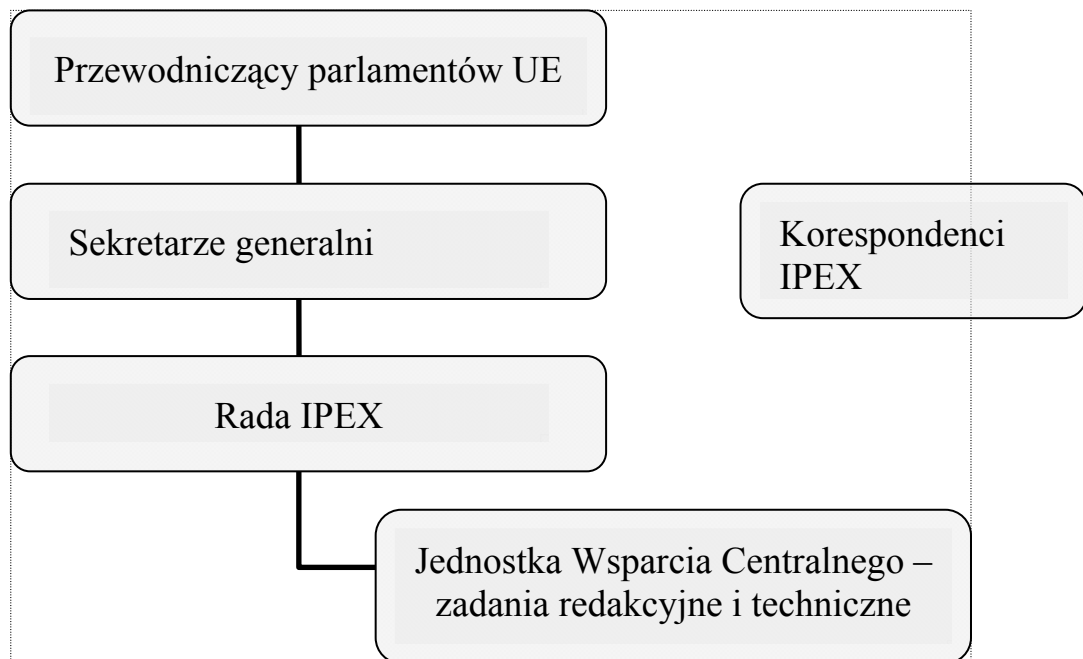 Przewodniczący parlamentów UE
Sekretarze generalni
Korespondenci
IPEX
Rada IPEX
Jednostka Wsparcia Centralnego –
zadania redakcyjne i techniczne